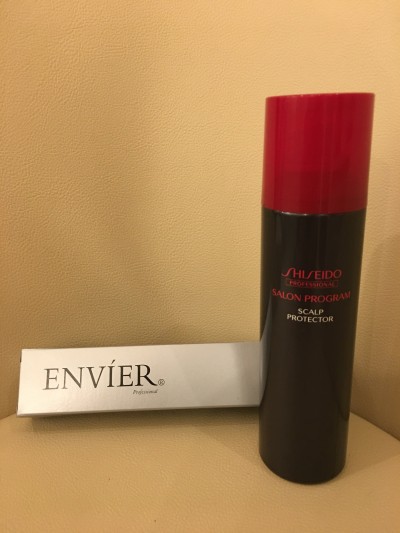 ENVÍER®
Professional
SHISEIDO
PROFESSIONAL
SALON PROGRAM
SCALP
PROTECTOR